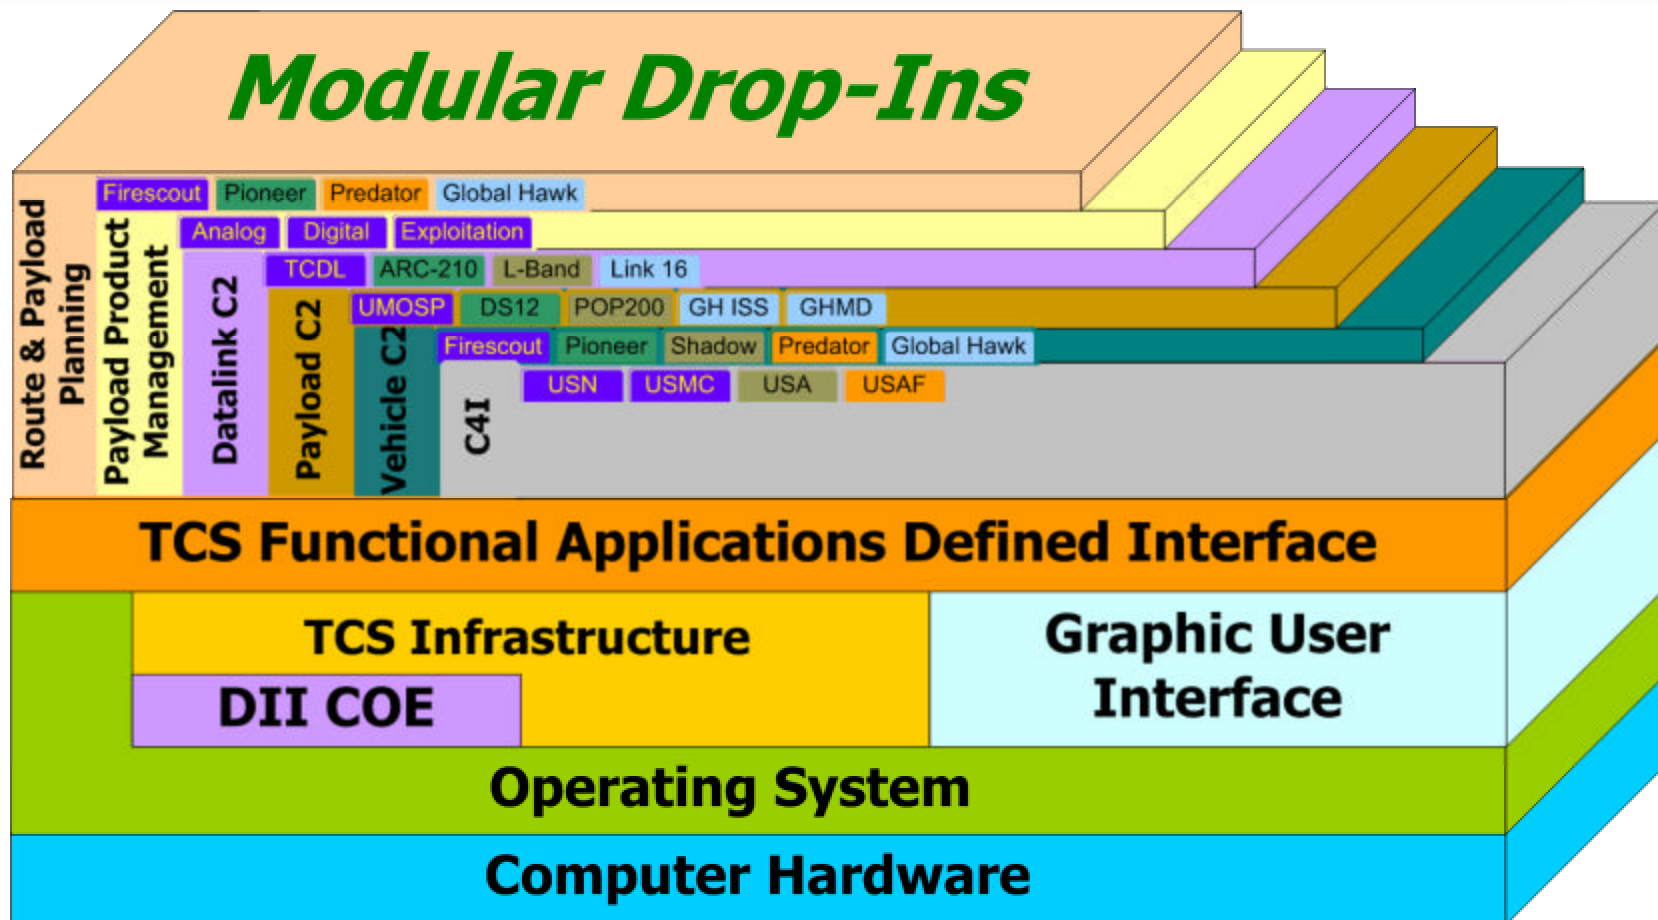 Modular Drop-Ins
Route & Payload
Planning
Firescout Pioneer Predator Global Hawk
Payload Product
Management
Analog Digital Exploitation
Datalink C2
TCDL ARC-210 L-Band Link 16
Payload C2
UMOSP DS12 POP200 GH ISS GHMD
Vehicle C2
Firescout Pioneer Shadow Predator Global Hawk
C4I
USN USMC USA USAF
TCS Functional Applications Defined Interface
TCS Infrastructure
DII COE
Graphic User
Interface
Operating System
Computer Hardware